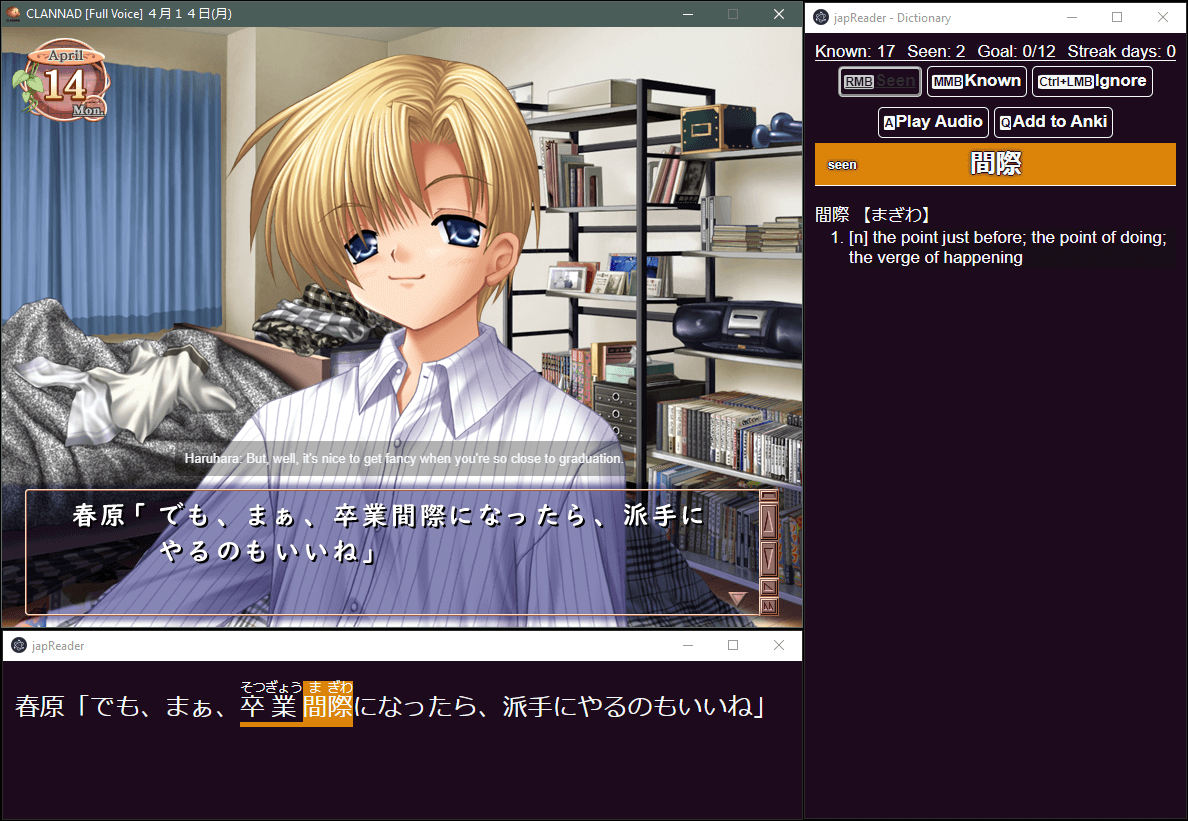 CLANNAD [Full Voice] 4月14日(月)
April
14
Mon.
Haruhara: But, well, it's nice to get fancy when you're so close to graduation.
春原「でも、まぁ、卒業間際になったら、派手に
やるのもいいね」
japReader
そつぎょう まぎわ
春原「でも、まぁ、卒業間際になったら、派手にやるのもいいね」
japReader - Dictionary
Known: 17 Seen: 2 Goal: 0/12 Streak days: 0
RMB Seen MMB Known Ctrl+LMB Ignore
A Play Audio Q Add to Anki
seen 間際
間際 【まぎわ】
1. [n] the point just before; the point of doing;
the verge of happening